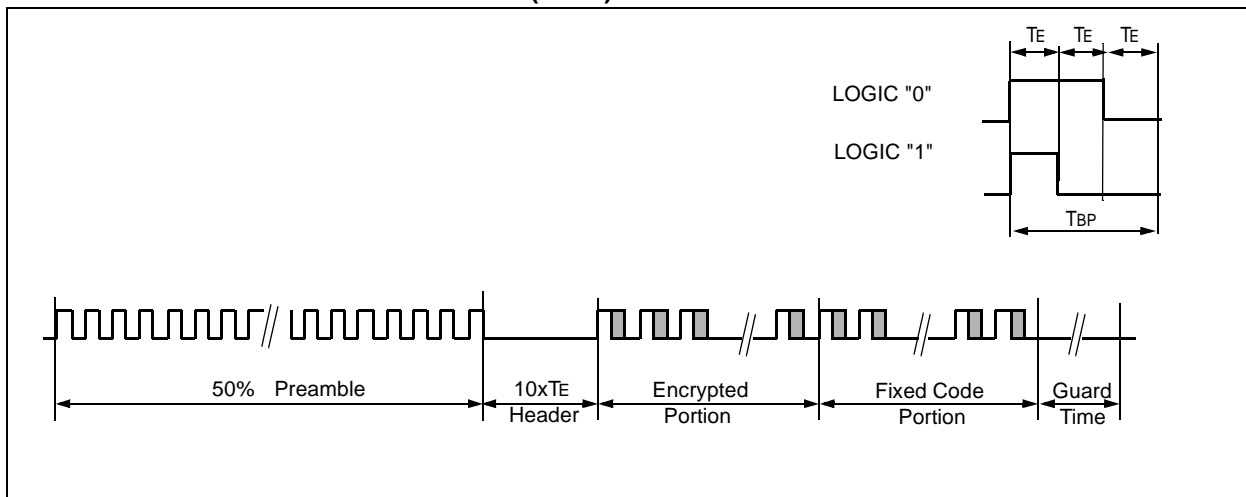 TE TE TE
LOGIC "0"
LOGIC "1"
TBP
50% Preamble
10xTE
Header
Encrypted
Portion
Fixed Code
Portion
Guard
Time